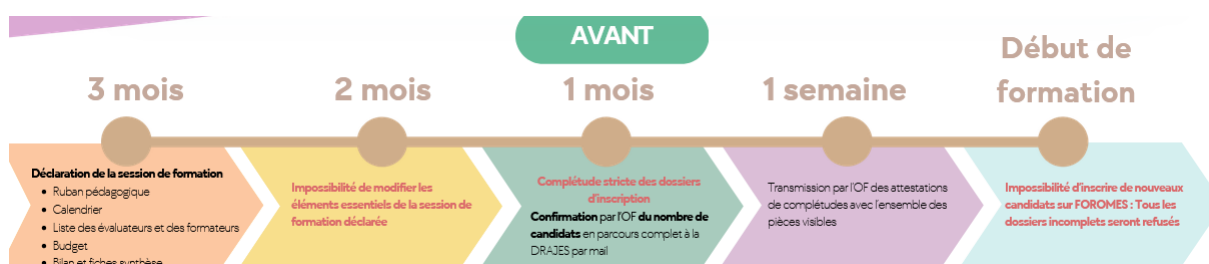 AVANT
3 mois
2 mois
1 mois
1 semaine
Début de
formation
Déclaration de la session de formation
• Ruban pédagogique
• Calendrier
• Liste des évaluateurs et des formateurs
• Budget
• Bilan et fiches synthèse
Impossibilité de modifier les
éléments essentiels de la session de
formation déclarée
Complétude stricte des dossiers
d'inscription
Confirmation par l'OF du nombre de
candidats en parcours complet à la
DRAJES par mail
Transmission par l'OF des attestations
de complétudes avec l'ensemble des
pièces visibles
Impossibilité d'inscrire de nouveaux
candidats sur FOROMES : Tous les
dossiers incomplets seront refusés